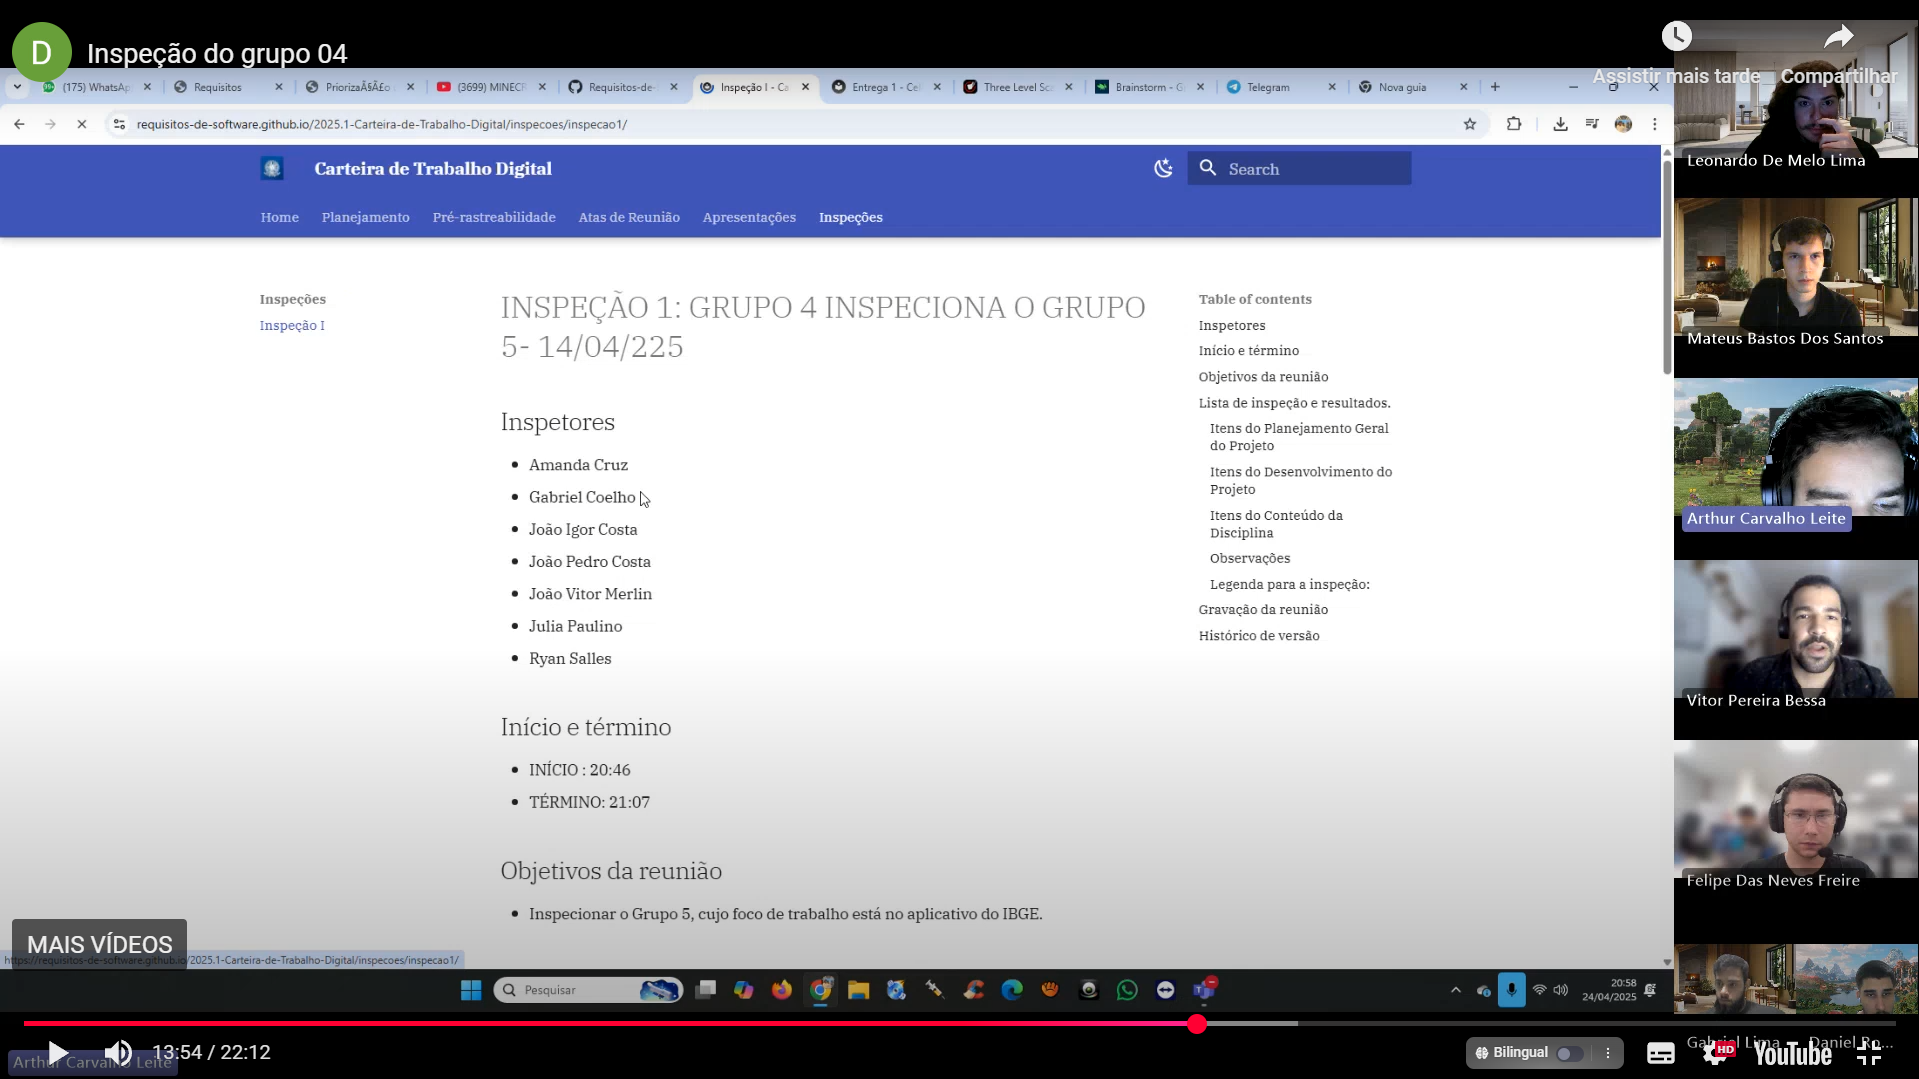 D
Inspeção do grupo 04
Assistir mais tarde
Compartilhar
(175) WhatsAp
Requisitos
PriorizaÃ§Ã£o
(3699) MINECR
Requisitos-de-
Inspeção I - Ca
Entrega 1 - Cel
Three Level Sca
Brainstorm - G
Telegram
Nova guia
requisitos-de-software.github.io/2025.1-Carteira-de-Trabalho-Digital/inspecoes/inspecao1/
Carteira de Trabalho Digital
Search
Home
Planejamento
Pré-rastreabilidade
Atas de Reunião
Apresentações
Inspeções
Inspeções
Inspeção I
INSPEÇÃO 1: GRUPO 4 INSPECIONA O GRUPO
5- 14/04/225
Inspetores
Amanda Cruz
Gabriel Coelho
João Igor Costa
João Pedro Costa
João Vitor Merlin
Julia Paulino
Ryan Salles
Início e término
INÍCIO : 20:46
TÉRMINO: 21:07
Objetivos da reunião
Inspecionar o Grupo 5, cujo foco de trabalho está no aplicativo do IBGE.
Table of contents
Inspetores
Início e término
Objetivos da reunião
Lista de inspeção e resultados.
Itens do Planejamento Geral
do Projeto
Itens do Desenvolvimento do
Projeto
Itens do Conteúdo da
Disciplina
Observações
Legenda para a inspeção:
Gravação da reunião
Histórico de versão
Leonardo De Melo Lima
Mateus Bastos Dos Santos
Arthur Carvalho Leite
Vitor Pereira Bessa
Felipe Das Neves Freire
MAIS VÍDEOS
https://requisitos-de-software.github.io/2025.1-Carteira-de-Trabalho-Digital/inspecoes/inspecao1/
Pesquisar
20:58
24/04/2025
13:54 / 22:12
Arthur Carvalho Leite
Bilingual
HD
YouTube
Gabriel Lima
Daniel Ro...